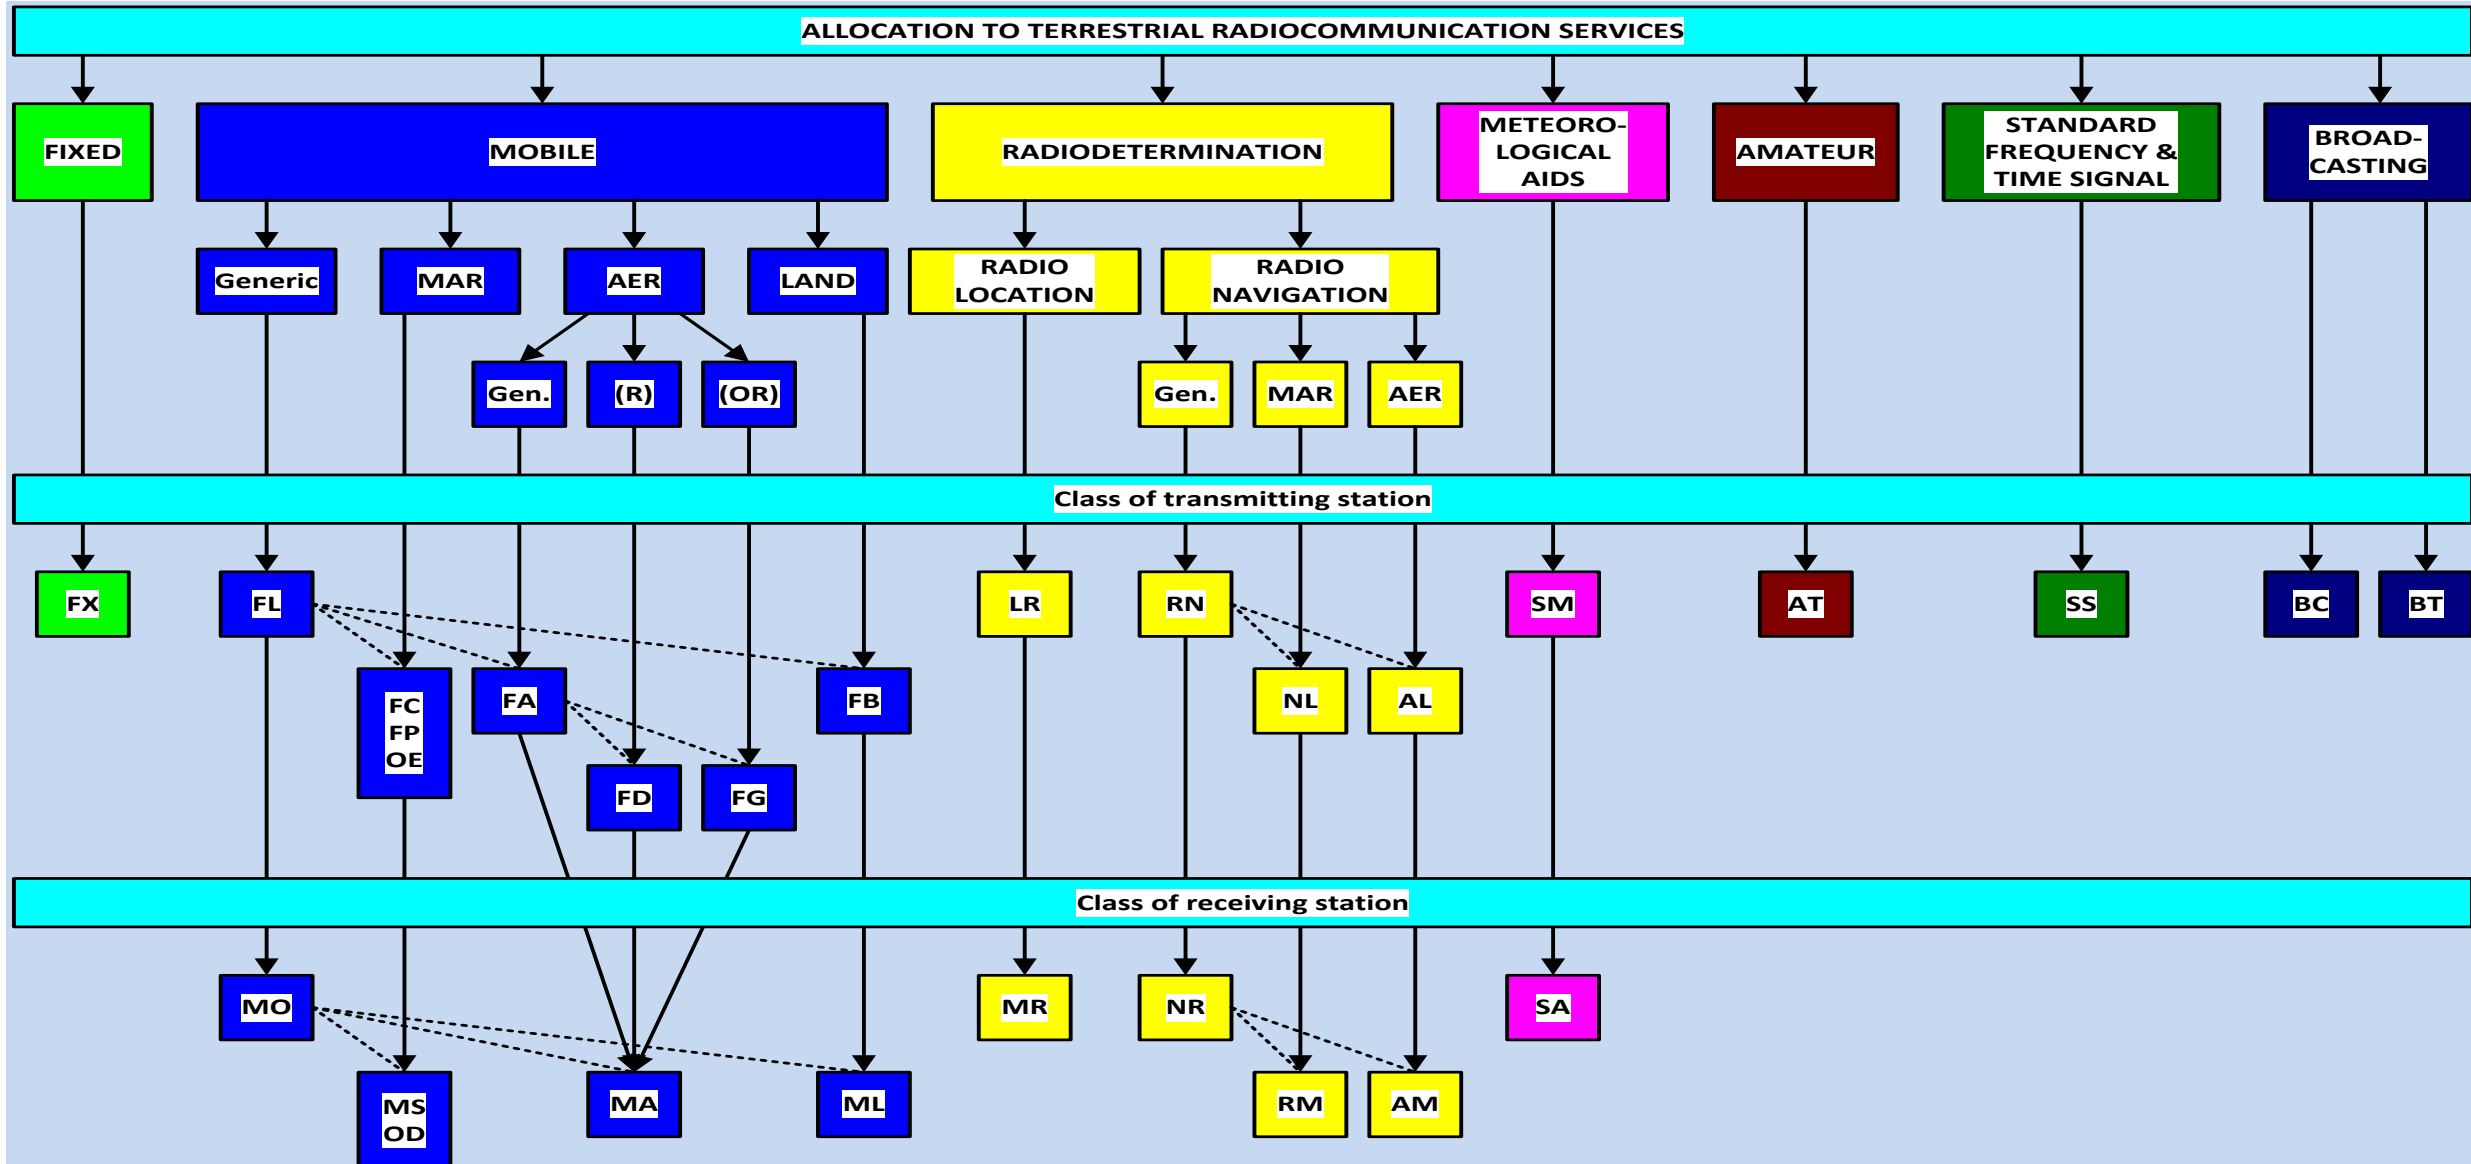 ALLOCATION TO TERRESTRIAL RADIOCOMMUNICATION SERVICES
FIXED
MOBILE
RADIODETERMINATION
METEORO-
LOGICAL
AIDS
AMATEUR
STANDARD
FREQUENCY &
TIME SIGNAL
BROAD-
CASTING
Generic
MAR
AER
LAND
RADIO
LOCATION
RADIO
NAVIGATION
Gen.
(R)
(OR)
Gen.
MAR
AER
Class of transmitting station
FX
FL
LR
RN
SM
AT
SS
BC
BT
FC
FP
OE
FA
FB
NL
AL
FD
FG
Class of receiving station
MO
MR
NR
SA
MS
OD
MA
ML
RM
AM